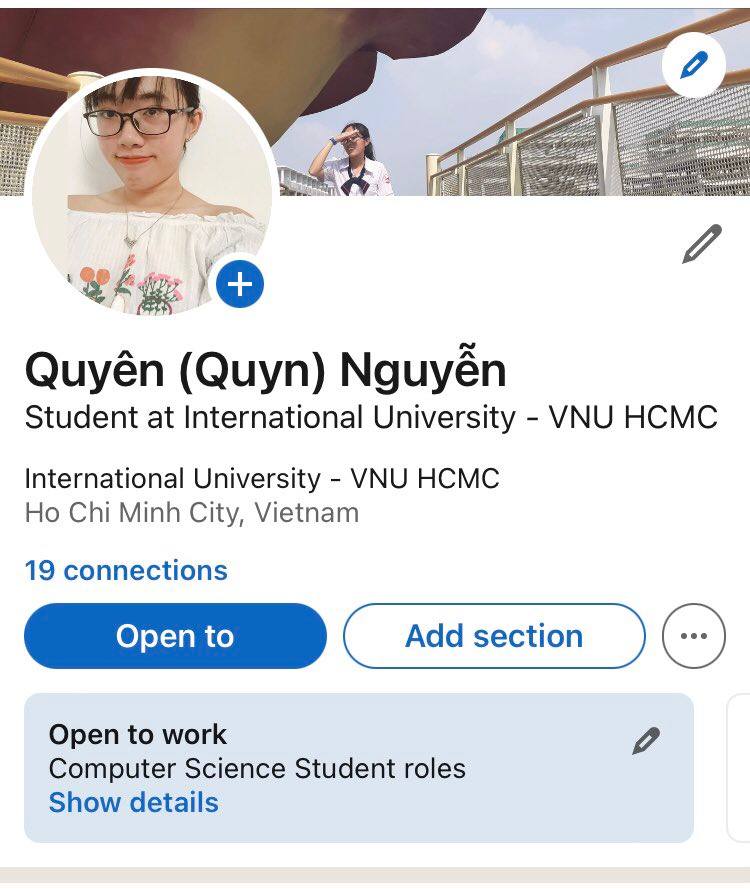 Quyên (Quyn) Nguyễn
Student at International University - VNU HCMC
International University - VNU HCMC
Ho Chi Minh City, Vietnam
19 connections
Open to
Add section
Open to work
Computer Science Student roles
Show details